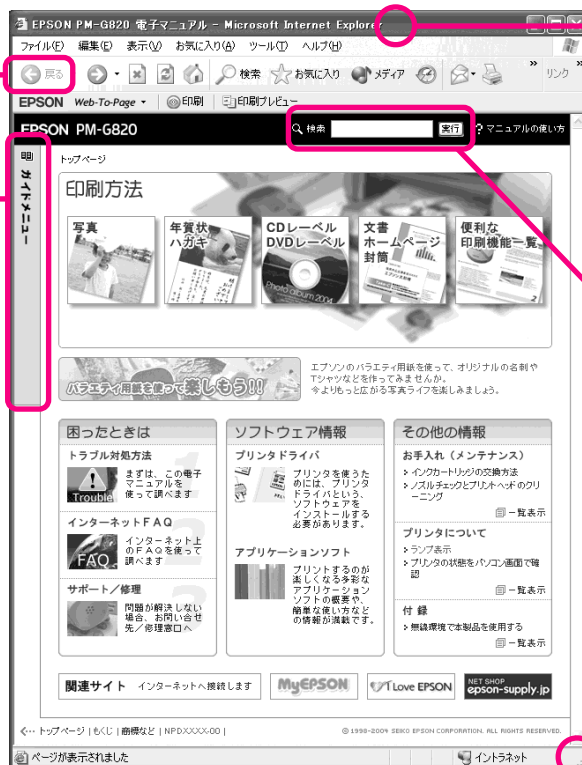 EPSON PM-G820 電子マニュアル - Microsoft Internet Explorer
ファイル(F) 編集(E) 表示(V) お気に入り(A) ツール(T) ヘルプ(H)
戻る 検索 お気に入り メディア » リンク »
EPSON Web-To-Page 印刷 印刷プレビュー
EPSON PM-G820 検索 実行 ? マニュアルの使い方
ガイドメニュー
トップページ
印刷方法
写真
年賀状
ハガキ
CDレーベル
DVDレーベル
Photo album 2004
文書
ホームページ
封筒
便利な
印刷機能一覧
バラエティ用紙を使って楽しもう!!
エプソンのバラエティ用紙を使って、オリジナルの名刺や
Tシャツなどを作ってみませんか。
今よりもっと広がる写真ライフを楽しみましょう。
困ったときは
トラブル対処方法
Trouble
まずは、この電子
マニュアルを
使って調べます
1
インターネットFAQ
FAQ
インターネット上
のFAQを使って
調べます
2
サポート/修理
問題が解決しない
場合、お問い合せ
先/修理窓口へ
3
ソフトウェア情報
プリンタドライバ
プリンタを使うた
めには、プリンタ
ドライバという、
ソフトウェアを
インストールする
必要があります。
アプリケーションソフト
プリントするのが
楽しくなる多彩な
アプリケーション
ソフトの概要や、
簡単な使い方など
の情報が満載です。
その他の情報
お手入れ(メンテナンス)
> インクカートリッジの交換方法
> ノズルチェックとプリントヘッドのクリ
ーニング
一覧表示
プリンタについて
> ランプ表示
> プリンタの状態をパソコン画面で確
認
一覧表示
付 録
> 無線環境で本製品を使用する
一覧表示
関連サイト インターネットへ接続します MyEPSON I Love EPSON NET SHOP epson-supply.jp
<… トップページ | もくじ | 商標など | NPDXXXX-00 | © 1998-2004 SEIKO EPSON CORPORATION. ALL RIGHTS RESERVED.
ページが表示されました イントラネット